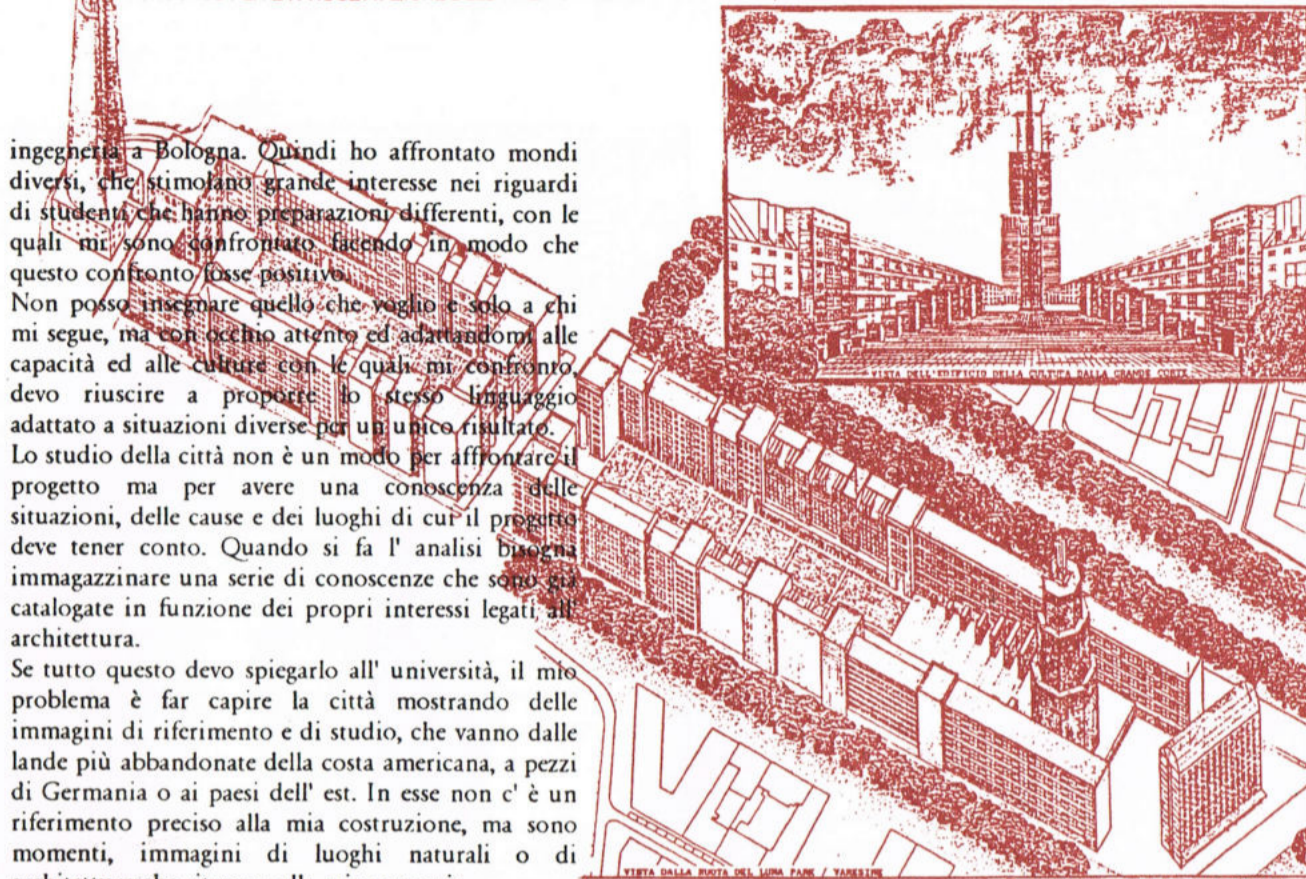 ingegneria a Bologna. Quindi ho affrontato mondi
diversi, che stimolano grande interesse nei riguardi
di studenti che hanno preparazioni differenti, con le
quali mi sono confrontato facendo in modo che
questo confronto fosse positivo.
Non posso insegnare quello che voglio e solo a chi
mi segue, ma con occhio attento ed adattandomi alle
capacità ed alle culture con le quali mi confronto,
devo riuscire a proporre lo stesso linguaggio
adattato a situazioni diverse per un unico risultato.
Lo studio della città non è un modo per affrontare il
progetto ma per avere una conoscenza delle
situazioni, delle cause e dei luoghi di cui il progetto
deve tener conto. Quando si fa l' analisi bisogna
immagazzinare una serie di conoscenze che sono già
catalogate in funzione dei propri interessi legati all'
architettura.
Se tutto questo devo spiegarlo all' università, il mio
problema è far capire la città mostrando delle
immagini di riferimento e di studio, che vanno dalle
lande più abbandonate della costa americana, a pezzi
di Germania o ai paesi dell' est. In esse non c' è un
riferimento preciso alla mia costruzione, ma sono
momenti, immagini di luoghi naturali o di
VISTA DELL'EDIFICIO DELLA CULTURA DALLA GRANDE CORTE
VISTA DALLA RUOTA DEL LUNA PARK / VARESINE